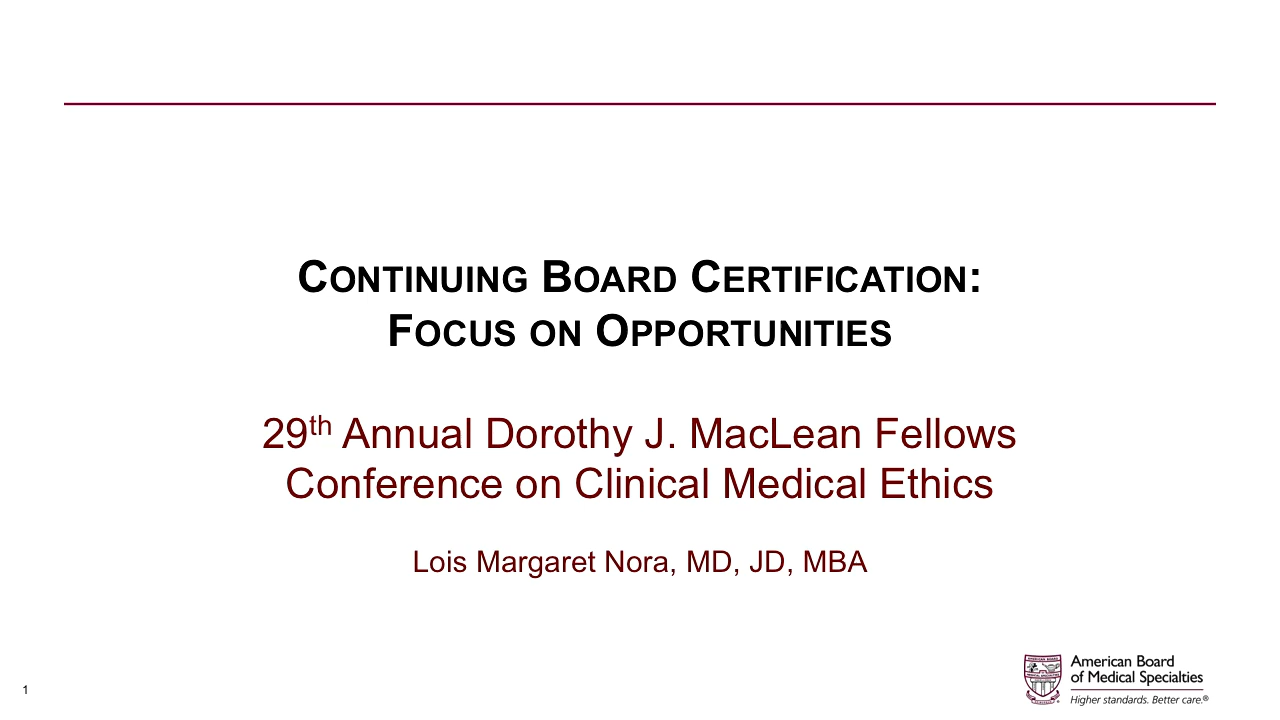 CONTINUING BOARD CERTIFICATION:
FOCUS ON OPPORTUNITIES
29th Annual Dorothy J. MacLean Fellows
Conference on Clinical Medical Ethics
Lois Margaret Nora, MD, JD, MBA
American Board
of Medical Specialties
Higher standards. Better care.®
1